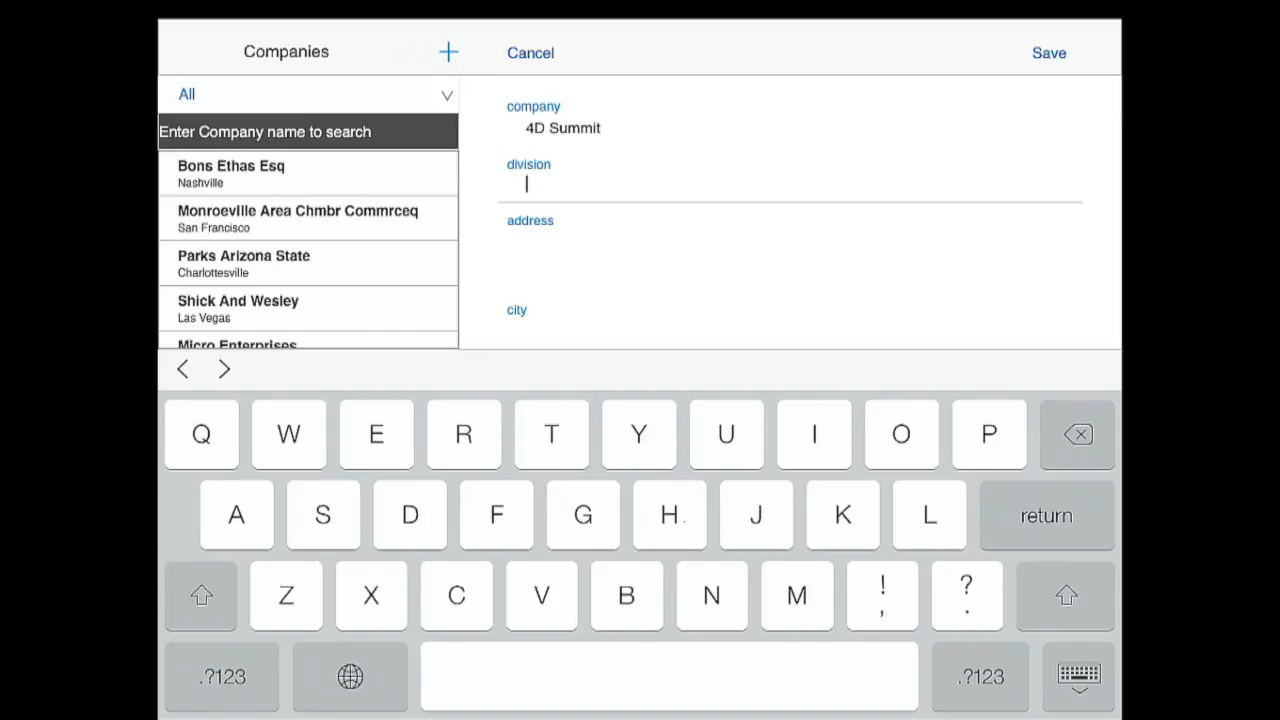 Companies
Cancel
Save
All
Enter Company name to search
Bons Ethas Esq
Nashville
Monroeville Area Chmbr Commrceq
San Francisco
Parks Arizona State
Charlottesville
Shick And Wesley
Las Vegas
Micro Enterprises
company
4D Summit
division
address
city
Q W E R T Y U I O P
A S D F G H J K L return
Z X C V B N M ! , ? .
.?123 .?123